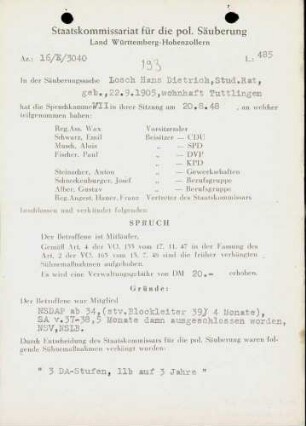 Staatskommissariat für die pol. Säuberung
Land Württemberg-Hohenzollern
Az.: 16/K/3040 L: 485
193
In der Säuberungssache: Looch Hans Dietrich,Stud.Rat,
geb.,22.9.1905,wohnhaft Tuttlingen
hat die Spruchkammer VII in ihrer Sitzung am 20.8.48 , an welcher
teilgenommen haben:
Reg.Ass. Wax Vorsitzender
Schwarz, Emil Beisitzer — CDU
Munk, Alois „ — SPD
Fischer, Paul „ — DVP
„ — KPD
Steinacker, Anton „ — Gewerkschaften
Schneckenburger, Josef „ — Berufsgruppe
Alber, Gustav „ — Berufsgruppe
Reg.Angest. Hauer, Franz Vertreter des Staatskommissars
beschlossen und verkündet folgenden
SPRUCH
Der Betroffene ist Mitläufer.
Gemäß Art. 4 der VO. 133 vom 17. 11. 47 in der Fassung des
Art. 2 der VO. 165 vom 13. 7. 48 sind die früher verhängten
Sühnemaßnahmen aufgehoben.
Es wird eine Verwaltungsgebühr von DM 20.— erhoben.
Gründe:
Der Betroffene war Mitglied
NSDAP ab 34,(stv.Blockleiter 39/ 4 Monate),
SA v.37-38,5 Monate dann ausgeschlossen worden,
NSV,NSLB.
Durch Entscheidung des Staatskommissars für die pol. Säuberung waren fol-
gende Sühnemaßnahmen verhängt worden:
" 3 DA-Stufen, 11b auf 3 Jahre "